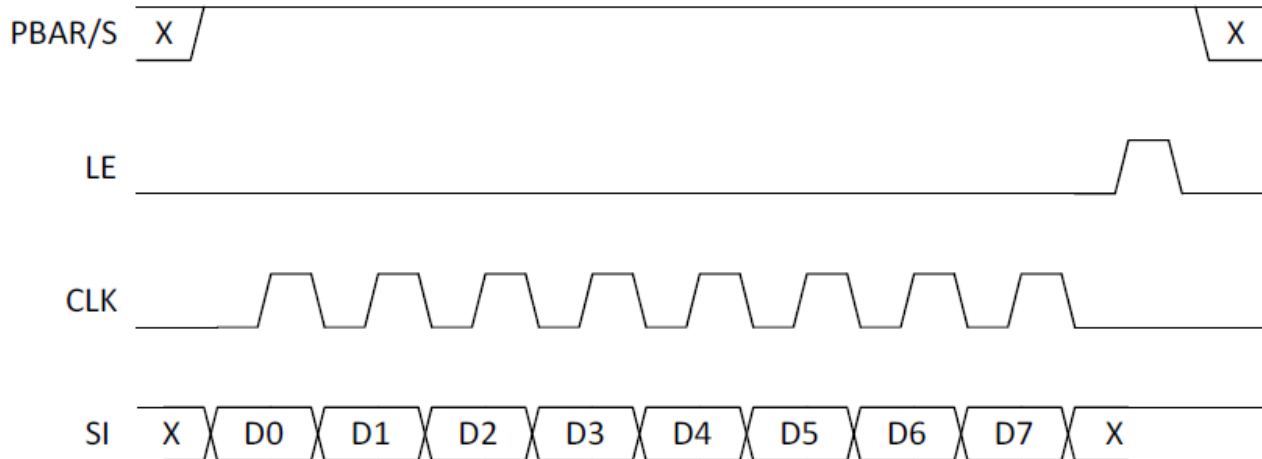 PBAR/S X X
LE
CLK
SI X D0 D1 D2 D3 D4 D5 D6 D7 X